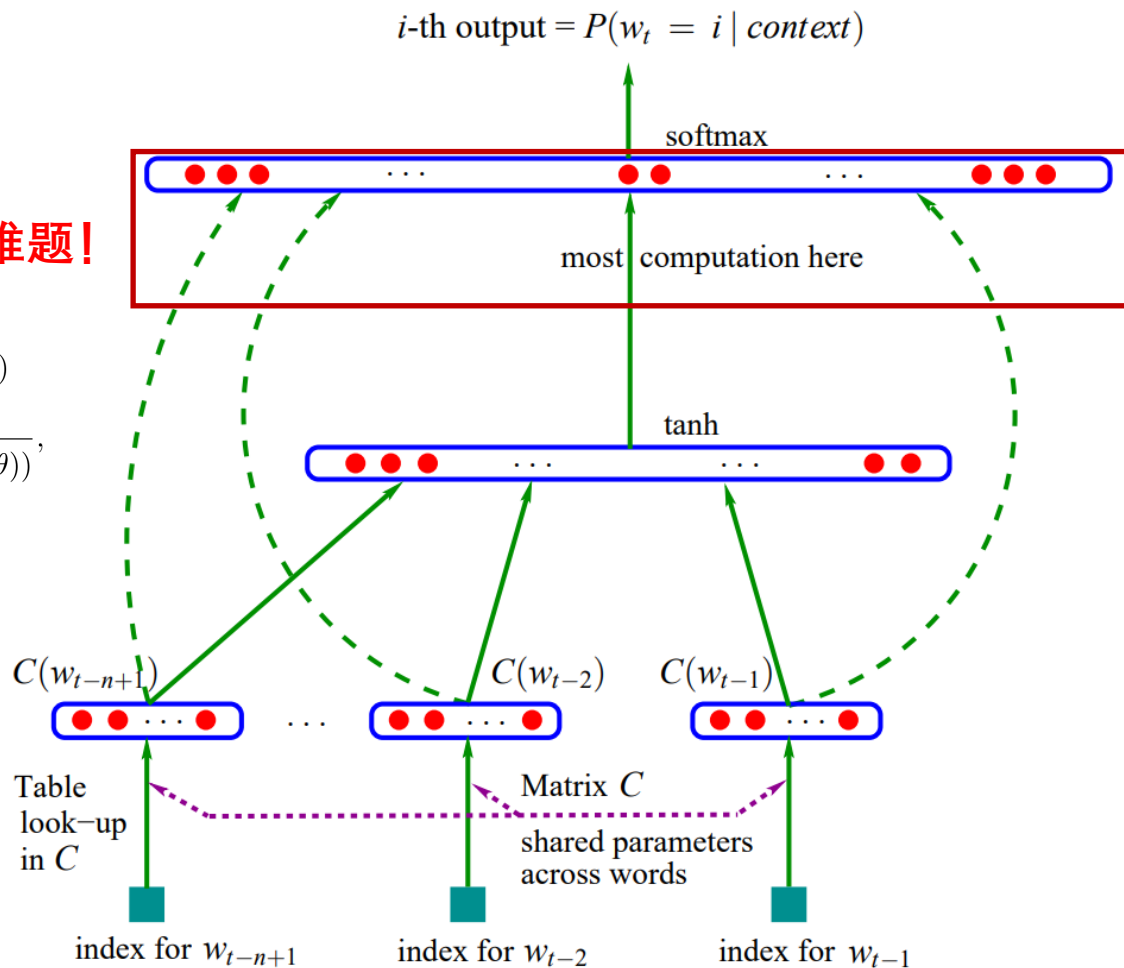 i-th output = P(w_t = i | context)
softmax
... ...
难题!
most computation here
)
θ)),
tanh
... ...
C(w_{t−n+1}) C(w_{t−2}) C(w_{t−1})
... ... ... ...
Table
look−up
in C
Matrix C
shared parameters
across words
index for w_{t−n+1} index for w_{t−2} index for w_{t−1}